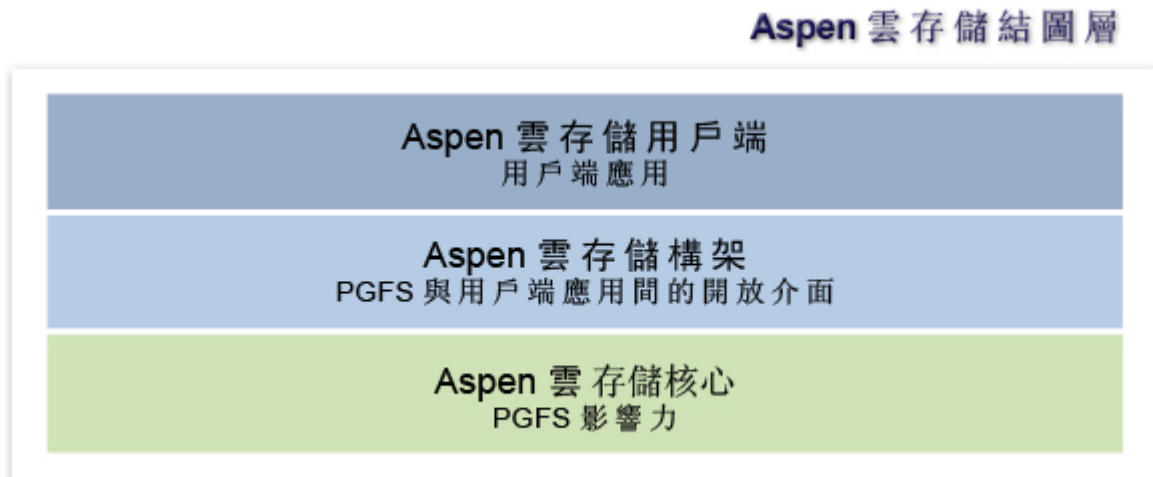 Aspen 雲存儲結圖層
Aspen 雲存儲用戶端
用戶端應用
Aspen 雲存儲構架
PGFS 與用戶端應用間的開放介面
Aspen 雲存儲核心
PGFS 影響力